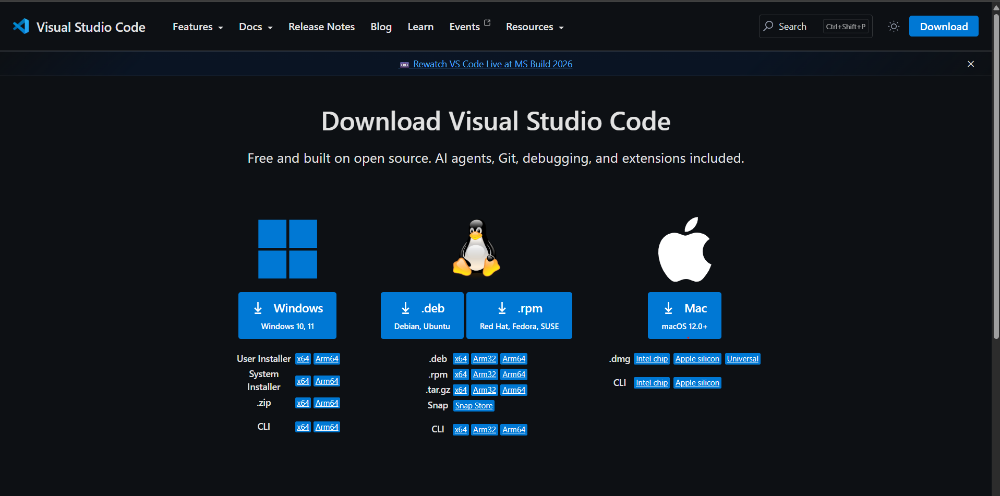 Visual Studio Code Features Docs Release Notes Blog Learn Events Resources Search Ctrl+Shift+P Download
Rewatch VS Code Live at MS Build 2026
Download Visual Studio Code
Free and built on open source. AI agents, Git, debugging, and extensions included.
Windows
Windows 10, 11
User Installer x64 Arm64
System
Installer x64 Arm64
.zip x64 Arm64
CLI x64 Arm64
.deb
Debian, Ubuntu
.rpm
Red Hat, Fedora, SUSE
.deb x64 Arm32 Arm64
.rpm x64 Arm32 Arm64
.tar.gz x64 Arm32 Arm64
Snap Snap Store
CLI x64 Arm32 Arm64
Mac
macOS 12.0+
.dmg Intel chip Apple silicon Universal
CLI Intel chip Apple silicon